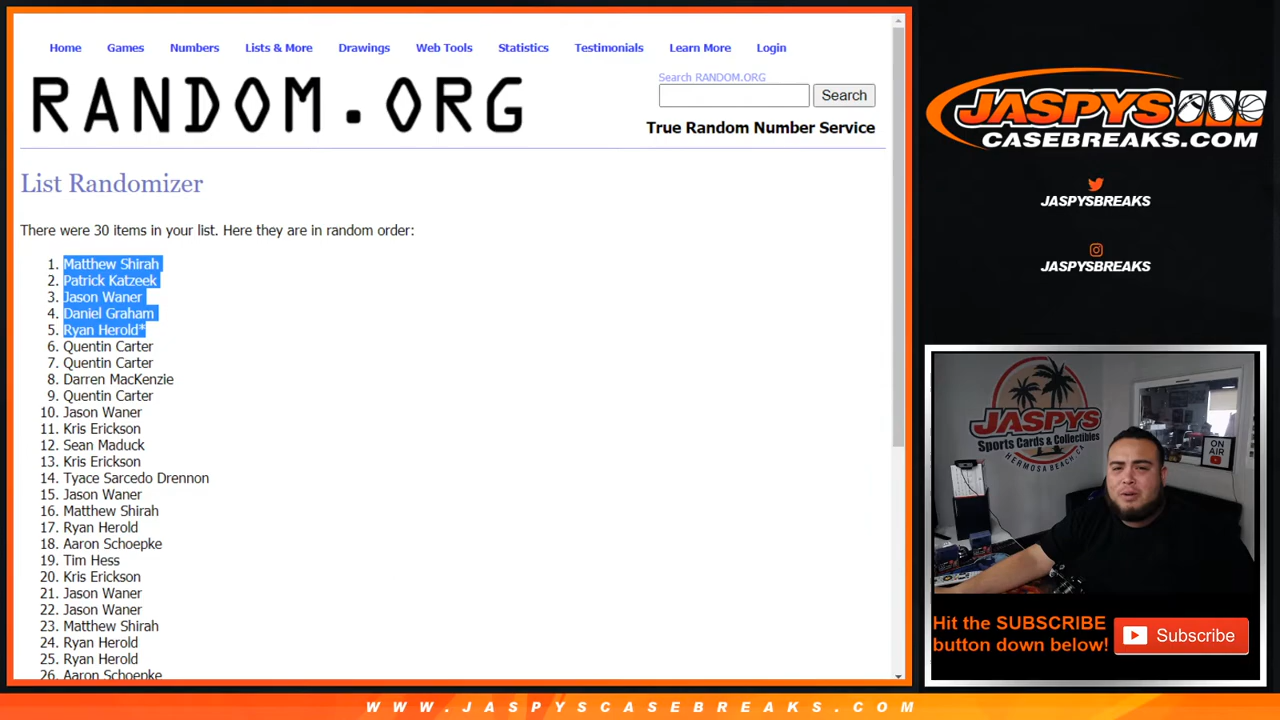 Home Games Numbers Lists & More Drawings Web Tools Statistics Testimonials Learn More Login
RANDOM.ORG
Search RANDOM.ORG
Search
True Random Number Service
List Randomizer
There were 30 items in your list. Here they are in random order:
1. Matthew Shirah
2. Patrick Katzeek
3. Jason Waner
4. Daniel Graham
5. Ryan Herold*
6. Quentin Carter
7. Quentin Carter
8. Darren MacKenzie
9. Quentin Carter
10. Jason Waner
11. Kris Erickson
12. Sean Maduck
13. Kris Erickson
14. Tyace Sarcedo Drennon
15. Jason Waner
16. Matthew Shirah
17. Ryan Herold
18. Aaron Schoepke
19. Tim Hess
20. Kris Erickson
21. Jason Waner
22. Jason Waner
23. Matthew Shirah
24. Ryan Herold
25. Ryan Herold
26. Aaron Schoepke
JASPYS
CASEBREAKS.COM
JASPYSBREAKS
JASPYSBREAKS
JASPYS
Sports Cards & Collectibles
HERMOSA BEACH-CA
ON
AIR
Hit the SUBSCRIBE
button down below!
Subscribe
WWW.JASPYSCASEBREAKS.COM